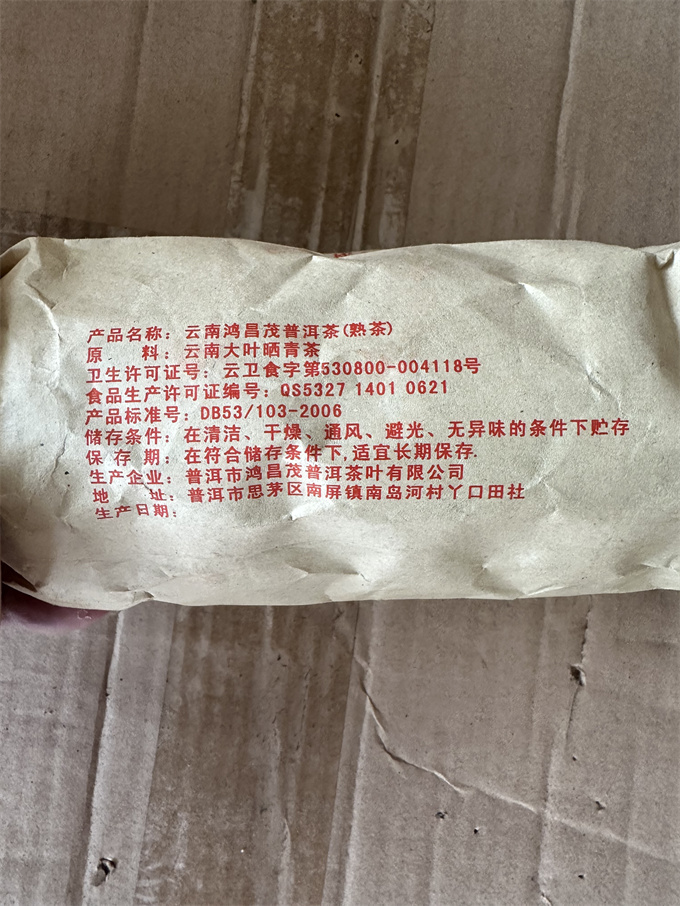 产品名称：云南鸿昌茂普洱茶(熟茶)
原　　料：云南大叶晒青茶
卫生许可证号：云卫食字第530800-004118号
食品生产许可证编号：QS5327 1401 0621
产品标准号：DB53/103-2006
储存条件：在清洁、干燥、通风、避光、无异味的条件下贮存
保 存 期：在符合储存条件下,适宜长期保存.
生产企业：普洱市鸿昌茂普洱茶叶有限公司
地　　址：普洱市思茅区南屏镇南岛河村丫口田社
生产日期：